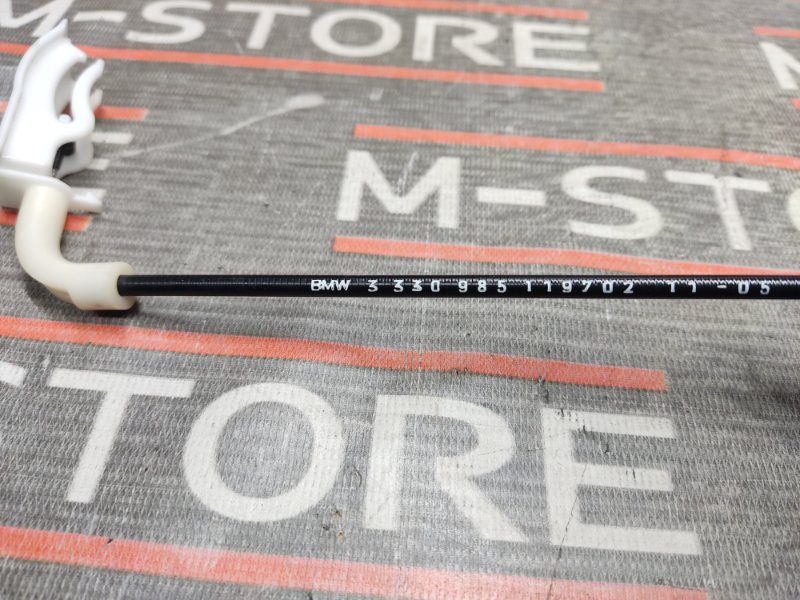 M-STORE
M-STO
BMW 3 330 985 119702 11 -05
STORE